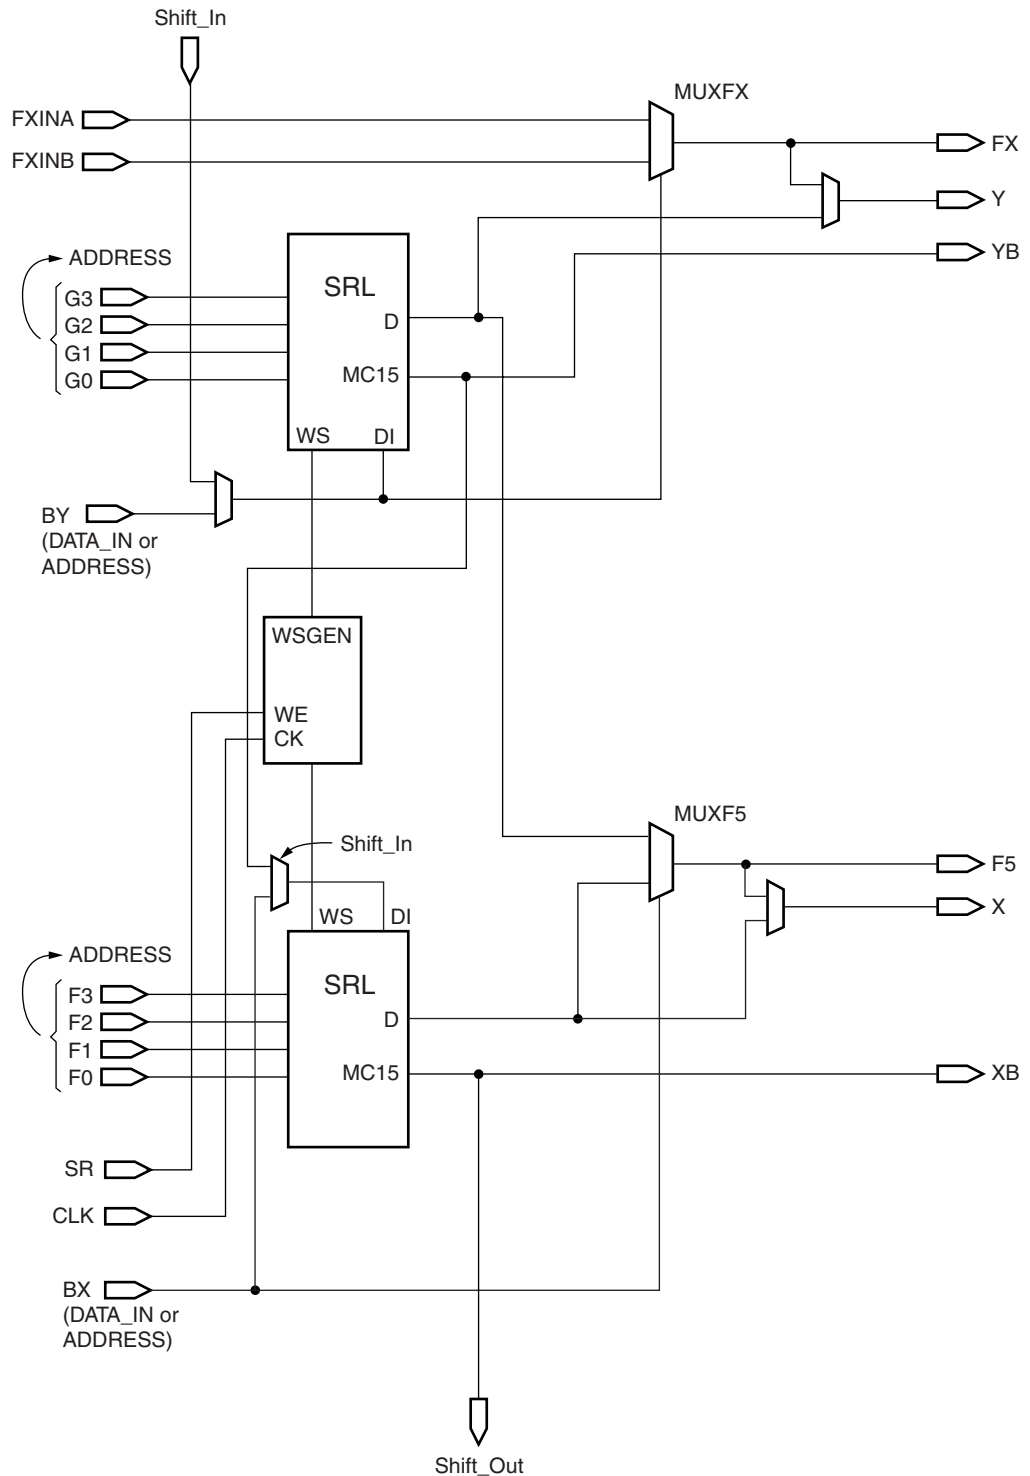 Shift_In
MUXFX
FXINA
FXINB
FX
Y
YB
ADDRESS
G3
G2
G1
G0
SRL
D
MC15
WS
DI
BY
(DATA_IN or
ADDRESS)
WSGEN
WE
CK
MUXF5
Shift_In
F5
X
WS
DI
ADDRESS
F3
F2
F1
F0
SRL
D
MC15
XB
SR
CLK
BX
(DATA_IN or
ADDRESS)
Shift_Out